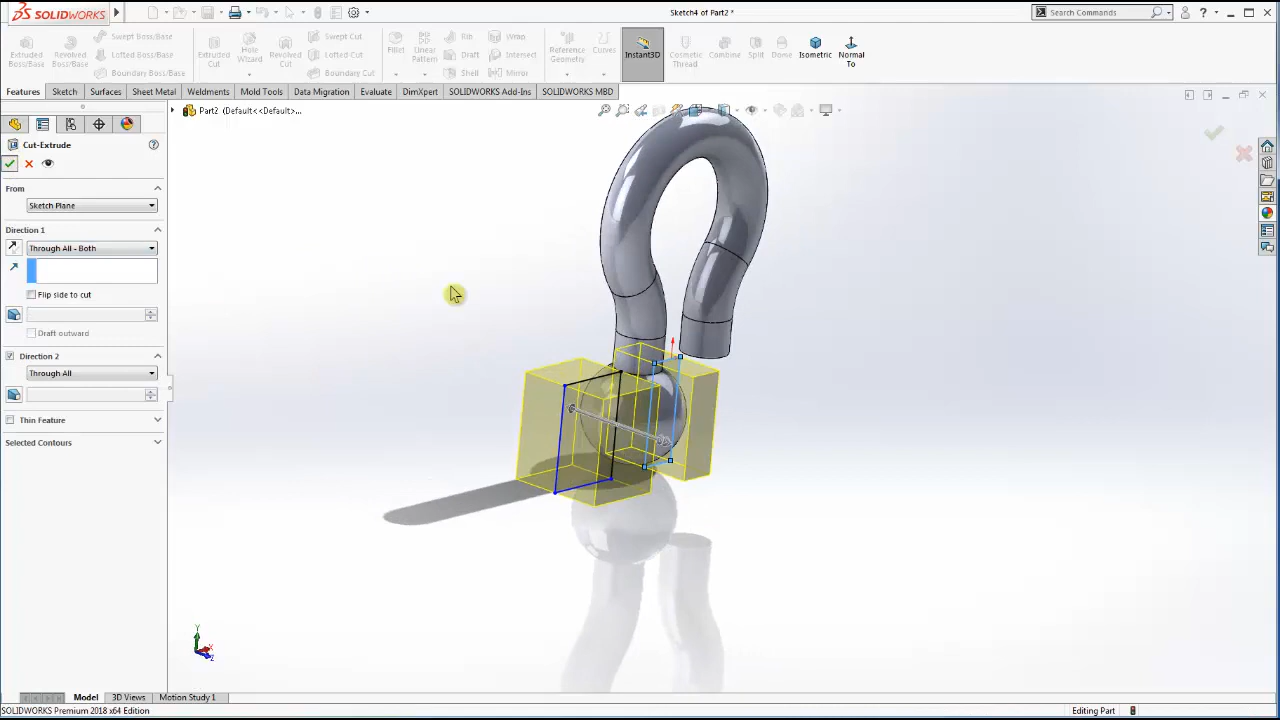 SOLIDWORKS
Sketch4 of Part2 *
Search Commands
Extruded Boss/Base
Revolved Boss/Base
Swept Boss/Base
Lofted Boss/Base
Boundary Boss/Base
Extruded Cut
Hole Wizard
Revolved Cut
Swept Cut
Lofted Cut
Boundary Cut
Fillet
Linear Pattern
Rib
Draft
Shell
Wrap
Intersect
Mirror
Reference Geometry
Curves
Instant3D
Cosmetic Thread
Combine
Split
Dome
Isometric
Normal To
Features
Sketch
Surfaces
Sheet Metal
Weldments
Mold Tools
Data Migration
Evaluate
DimXpert
SOLIDWORKS Add-Ins
SOLIDWORKS MBD
Part2 (Default<<Default>...
Cut-Extrude
From
Sketch Plane
Direction 1
Through All - Both
Flip side to cut
Draft outward
Direction 2
Through All
Thin Feature
Selected Contours
Y
X
Z
Model
3D Views
Motion Study 1
SOLIDWORKS Premium 2018 x64 Edition
Editing Part